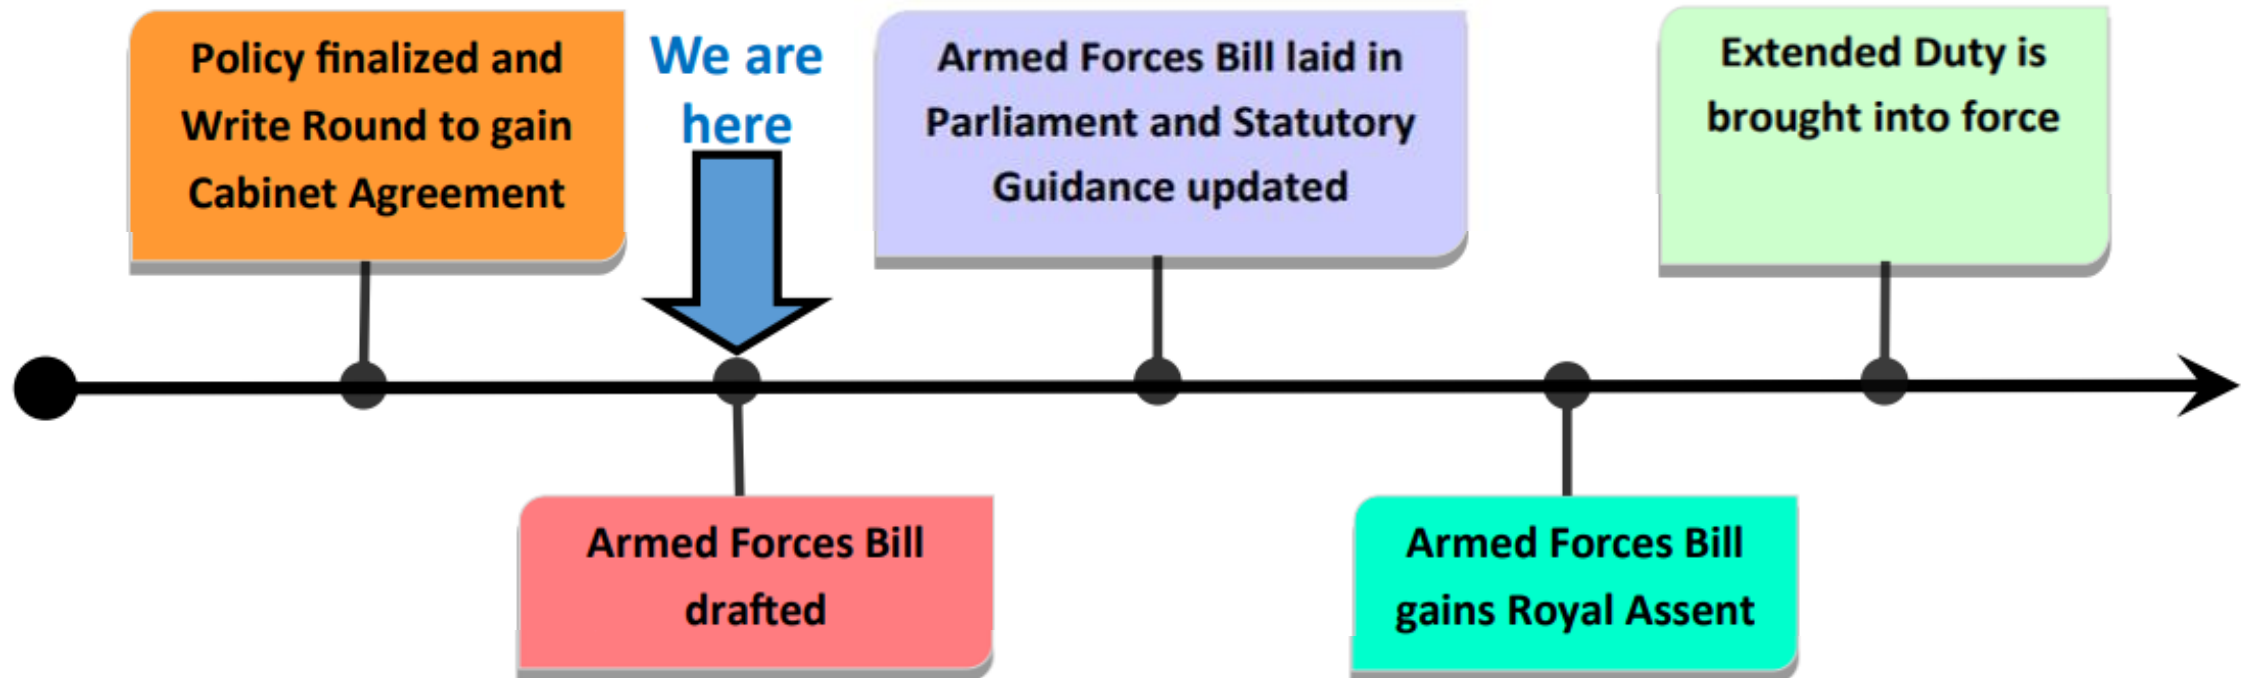 Policy finalized and
Write Round to gain
Cabinet Agreement
We are
here
Armed Forces Bill laid in
Parliament and Statutory
Guidance updated
Extended Duty is
brought into force
Armed Forces Bill
drafted
Armed Forces Bill
gains Royal Assent